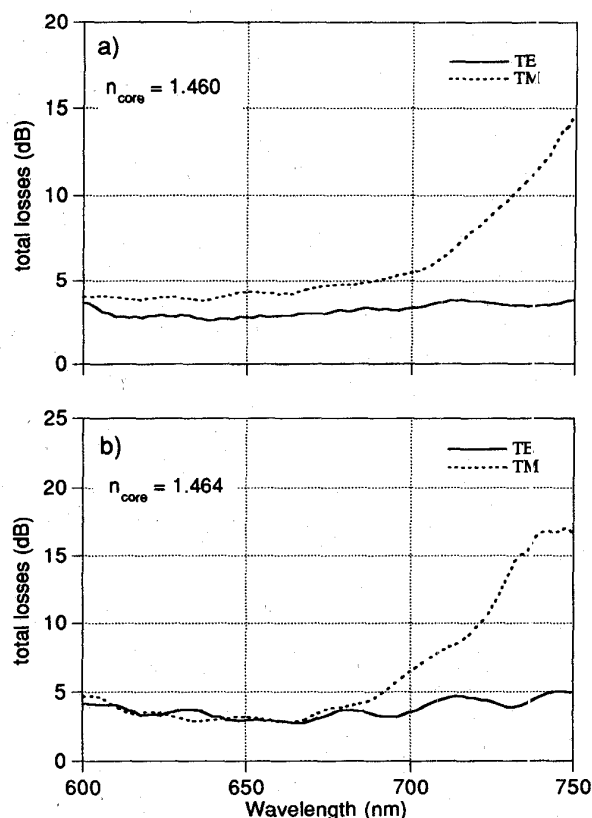 20
a)
TE
TM
n_core = 1.460
15
10
5
0
total losses (dB)
25
b)
TE
TM
20
n_core = 1.464
15
10
5
0
total losses (dB)
600
650
700
750
Wavelength (nm)